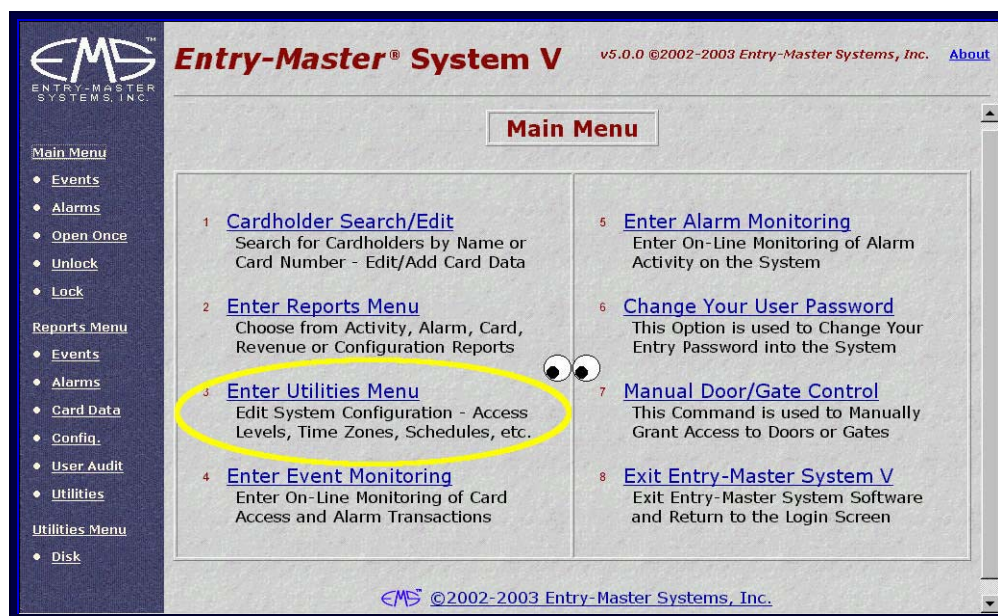 EMS™
ENTRY-MASTER
SYSTEMS, INC.
Entry-Master® System V
v5.0.0 ©2002-2003 Entry-Master Systems, Inc.
About
Main Menu
Main Menu
Events
Alarms
Open Once
Unlock
Lock
Reports Menu
Events
Alarms
Card Data
Config.
User Audit
Utilities
Utilities Menu
Disk
1 Cardholder Search/Edit
Search for Cardholders by Name or
Card Number - Edit/Add Card Data
2 Enter Reports Menu
Choose from Activity, Alarm, Card,
Revenue or Configuration Reports
3 Enter Utilities Menu
Edit System Configuration - Access
Levels, Time Zones, Schedules, etc.
4 Enter Event Monitoring
Enter On-Line Monitoring of Card
Access and Alarm Transactions
5 Enter Alarm Monitoring
Enter On-Line Monitoring of Alarm
Activity on the System
6 Change Your User Password
This Option is used to Change Your
Entry Password into the System
7 Manual Door/Gate Control
This Command is used to Manually
Grant Access to Doors or Gates
8 Exit Entry-Master System V
Exit Entry-Master System Software
and Return to the Login Screen
EMS™ ©2002-2003 Entry-Master Systems, Inc.